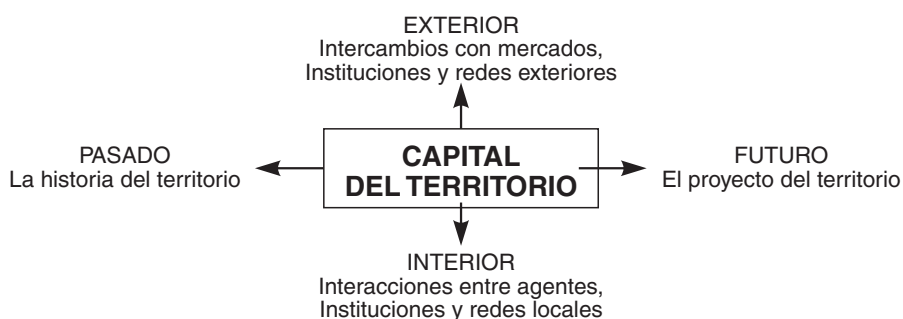 EXTERIOR
Intercambios con mercados,
Instituciones y redes exteriores
PASADO
La historia del territorio
CAPITAL
DEL TERRITORIO
FUTURO
El proyecto del territorio
INTERIOR
Interacciones entre agentes,
Instituciones y redes locales